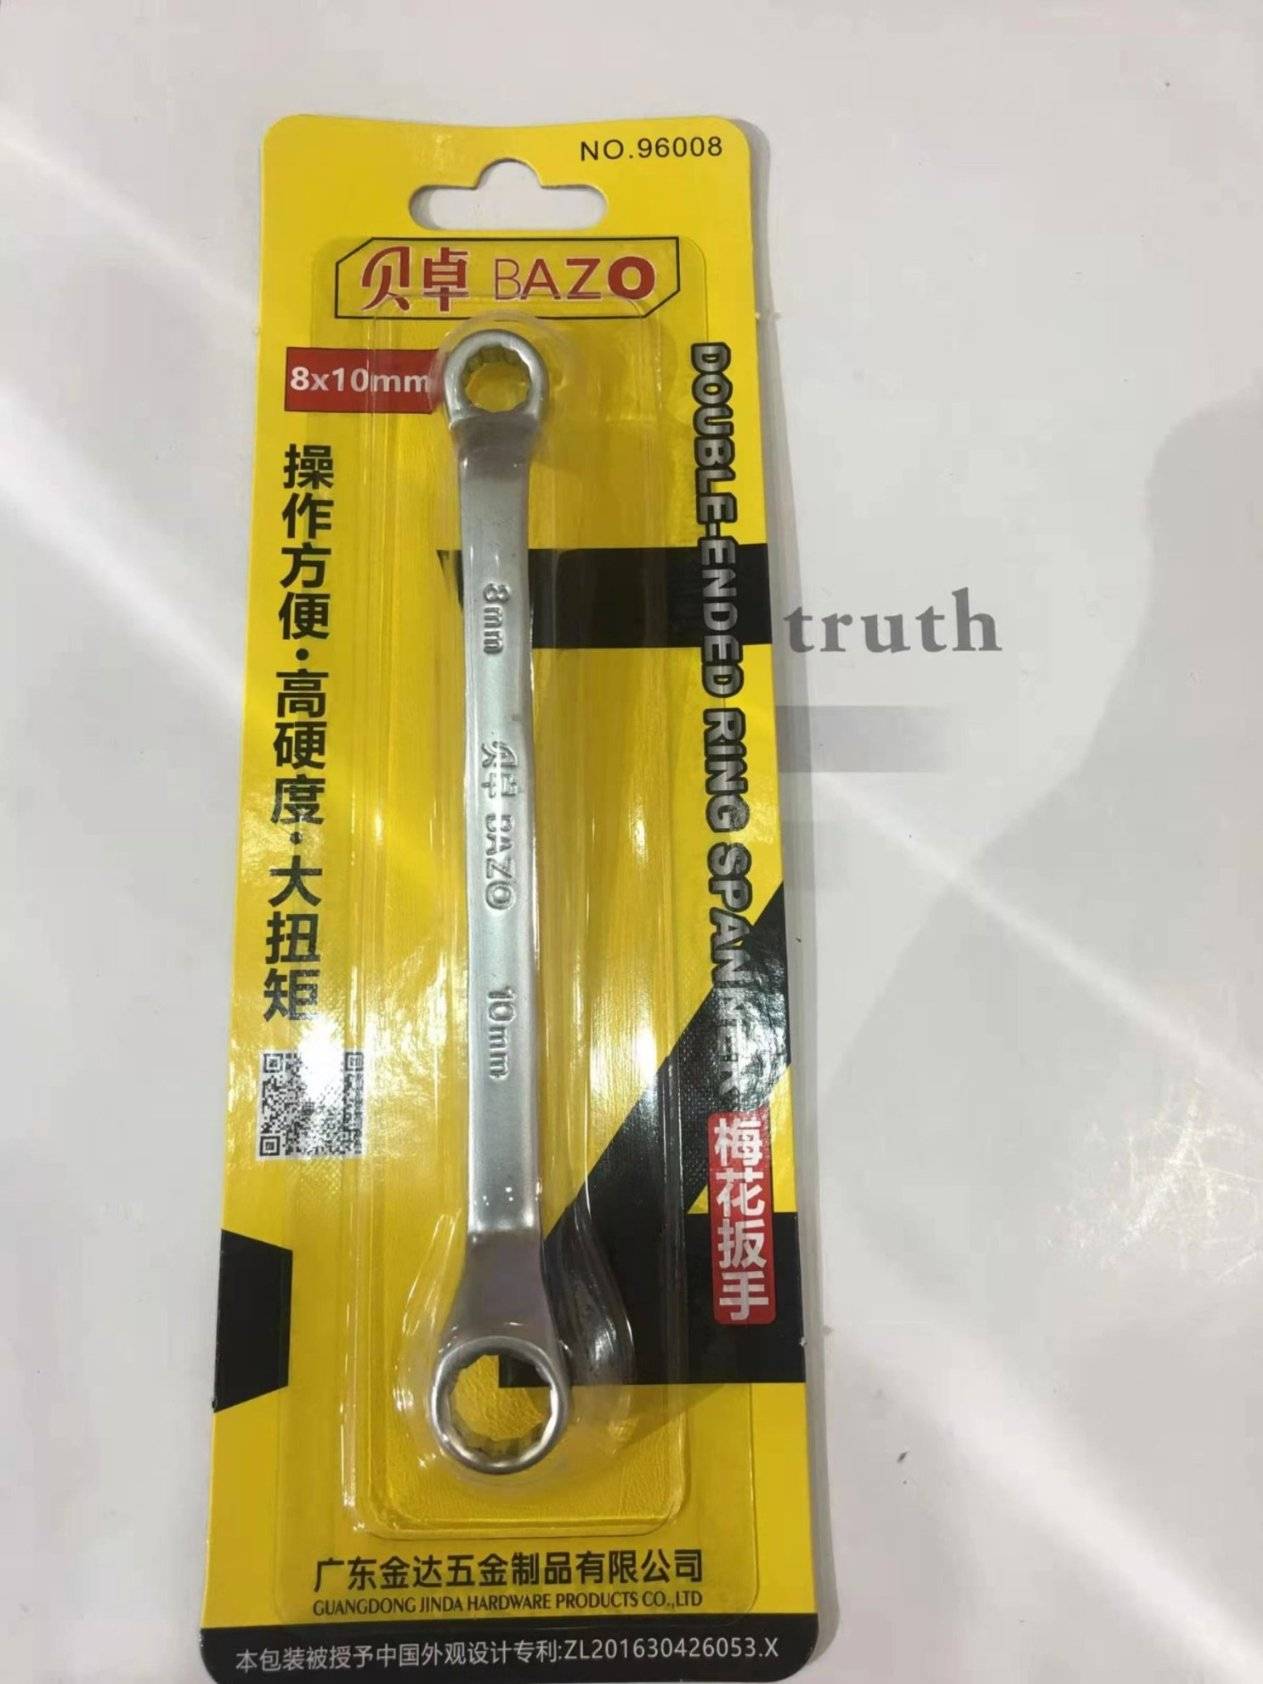 NO.96008
贝卓 BAZO
8x10mm
操作方便·高硬度·大扭矩
8mm
贝卓 BAZO
10mm
DOUBLE-ENDED RING SPANNER
梅花扳手
truth
广东金达五金制品有限公司
GUANGDONG JINDA HARDWARE PRODUCTS CO.,LTD
本包装被授予中国外观设计专利:ZL201630426053.X